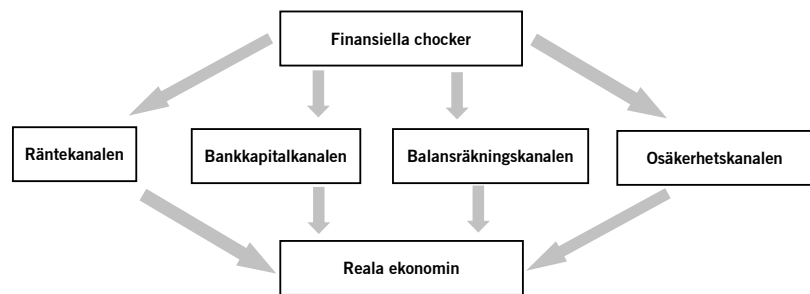 Finansiella chocker
Räntekanalen
Bankkapitalkanalen
Balansräkningskanalen
Osäkerhetskanalen
Reala ekonomin